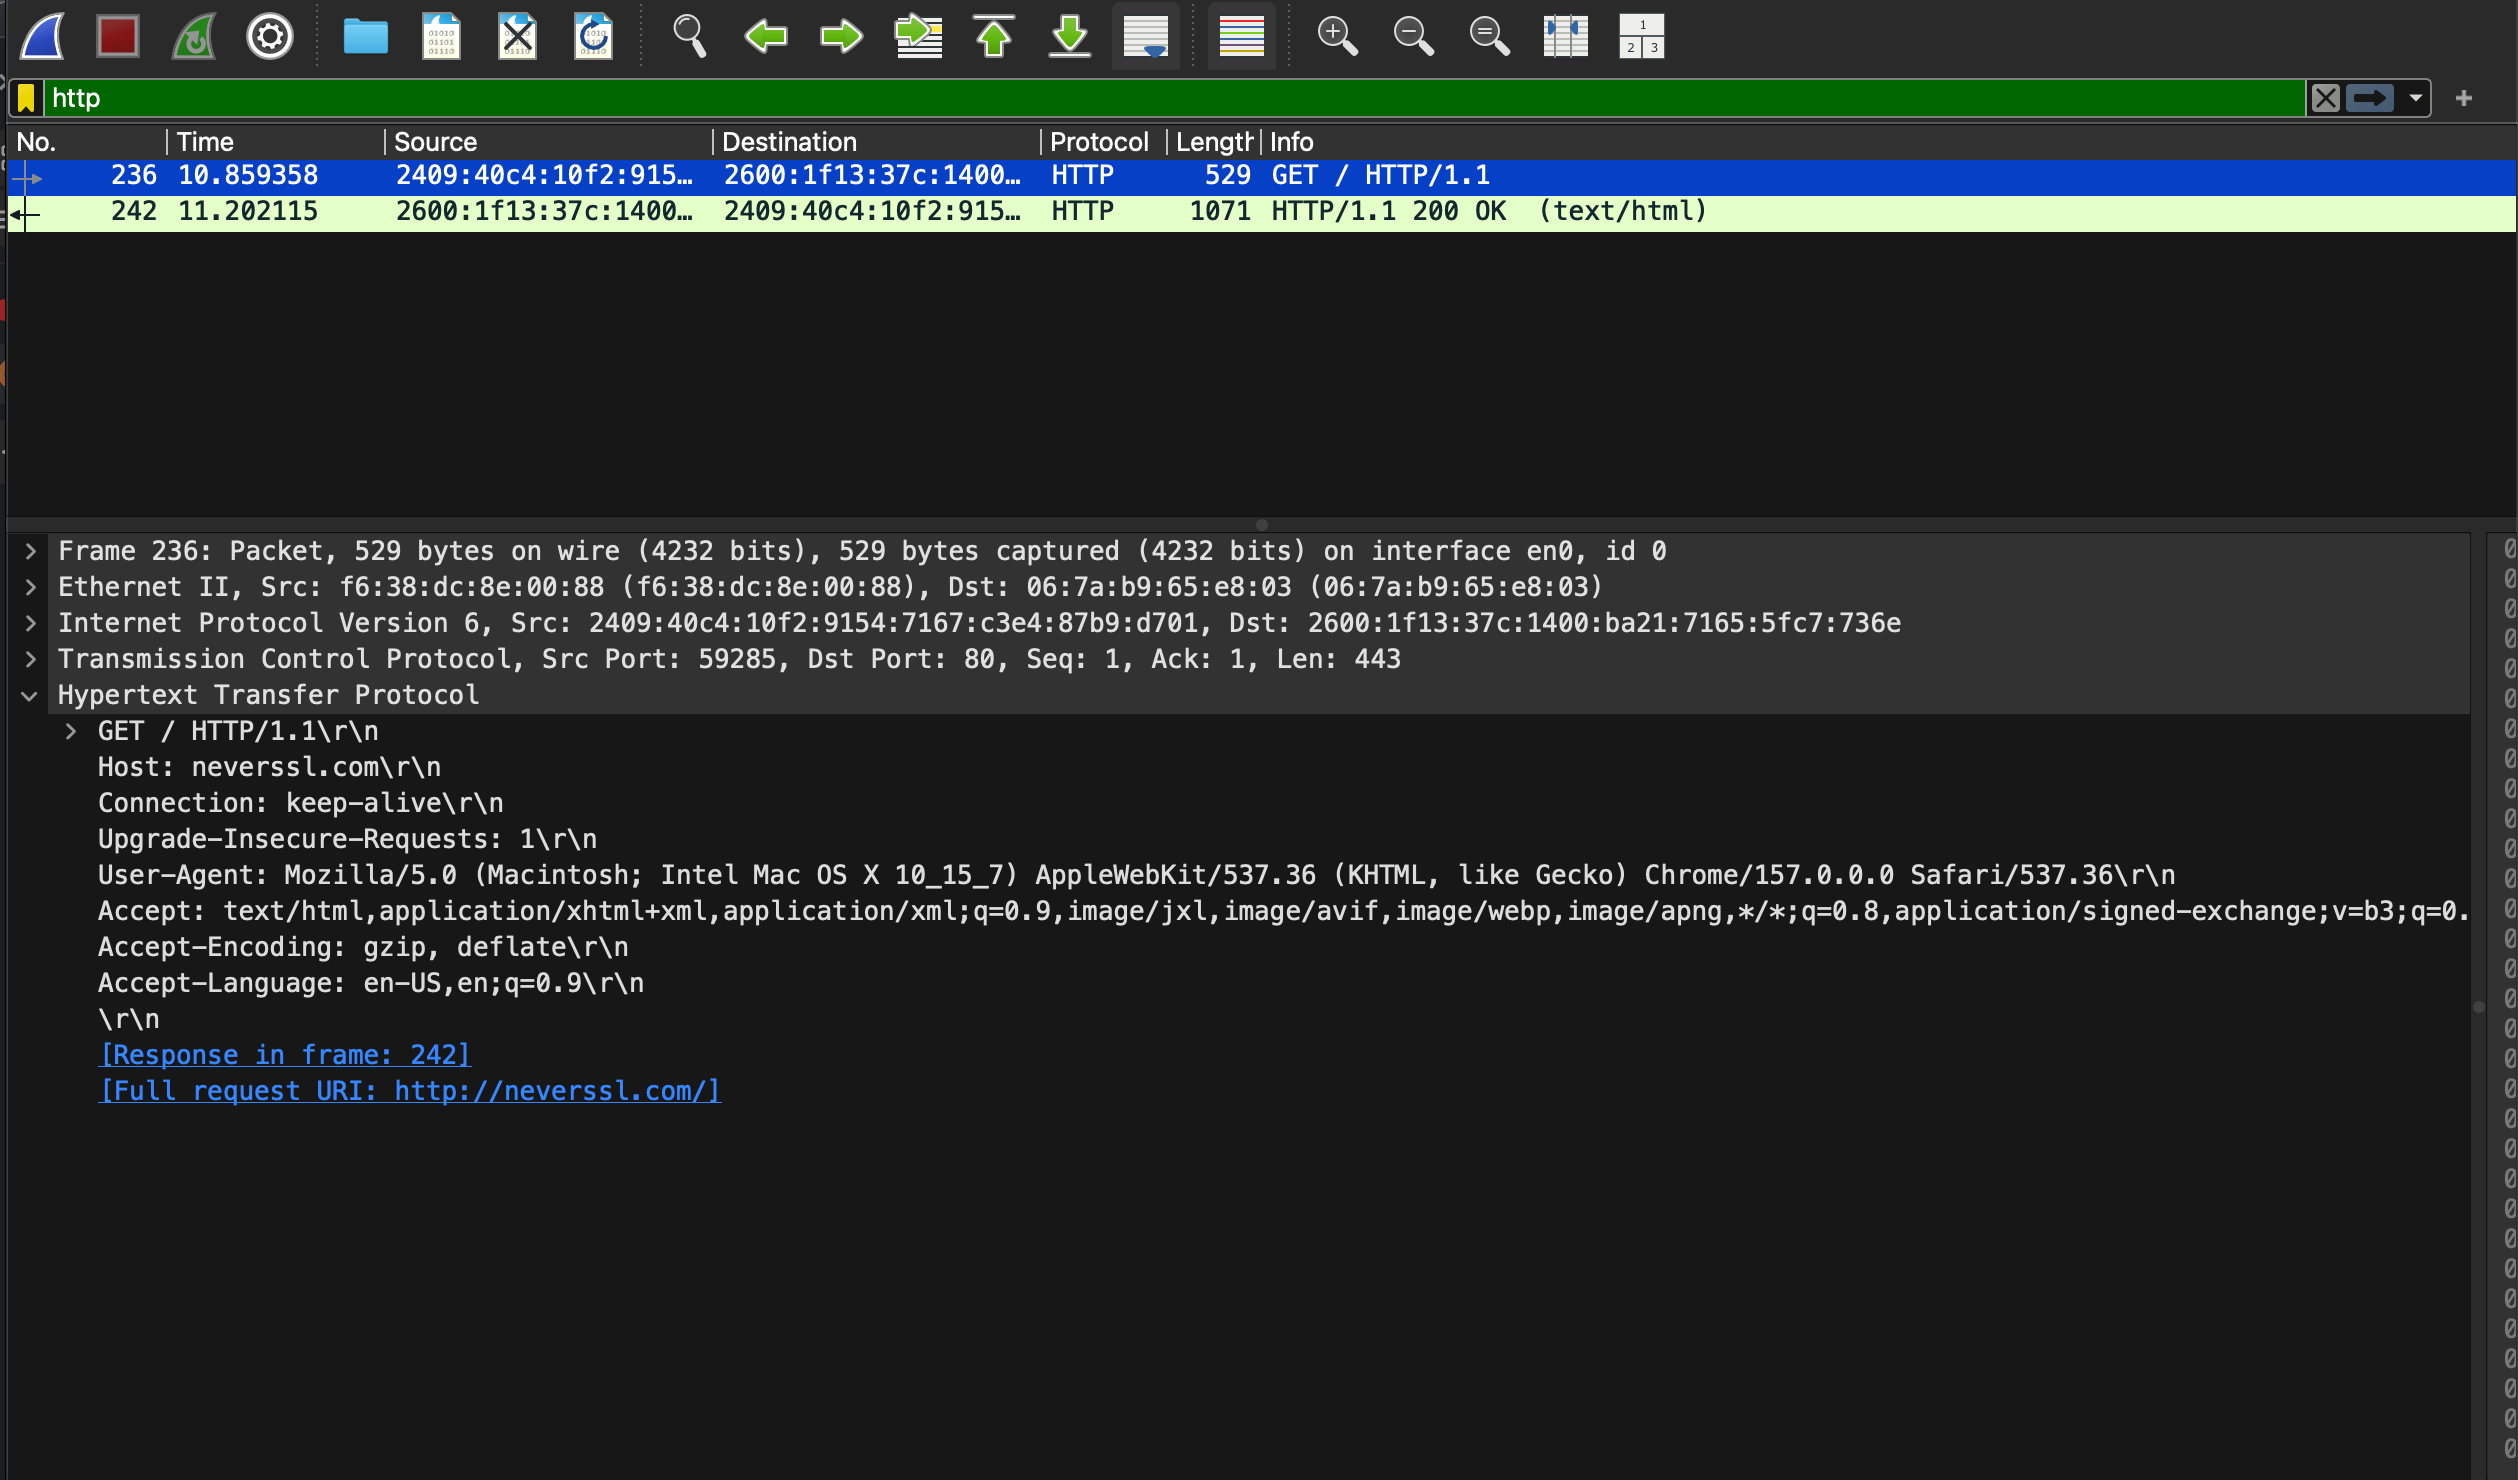 http
No. Time Source Destination Protocol Length Info
236 10.859358 2409:40c4:10f2:915… 2600:1f13:37c:1400… HTTP 529 GET / HTTP/1.1
242 11.202115 2600:1f13:37c:1400… 2409:40c4:10f2:915… HTTP 1071 HTTP/1.1 200 OK  (text/html)
Frame 236: Packet, 529 bytes on wire (4232 bits), 529 bytes captured (4232 bits) on interface en0, id 0
Ethernet II, Src: f6:38:dc:8e:00:88 (f6:38:dc:8e:00:88), Dst: 06:7a:b9:65:e8:03 (06:7a:b9:65:e8:03)
Internet Protocol Version 6, Src: 2409:40c4:10f2:9154:7167:c3e4:87b9:d701, Dst: 2600:1f13:37c:1400:ba21:7165:5fc7:736e
Transmission Control Protocol, Src Port: 59285, Dst Port: 80, Seq: 1, Ack: 1, Len: 443
Hypertext Transfer Protocol
GET / HTTP/1.1\r\n
Host: neverssl.com\r\n
Connection: keep-alive\r\n
Upgrade-Insecure-Requests: 1\r\n
User-Agent: Mozilla/5.0 (Macintosh; Intel Mac OS X 10_15_7) AppleWebKit/537.36 (KHTML, like Gecko) Chrome/157.0.0.0 Safari/537.36\r\n
Accept: text/html,application/xhtml+xml,application/xml;q=0.9,image/jxl,image/avif,image/webp,image/apng,*/*;q=0.8,application/signed-exchange;v=b3;q=0.
Accept-Encoding: gzip, deflate\r\n
Accept-Language: en-US,en;q=0.9\r\n
\r\n
[Response in frame: 242]
[Full request URI: http://neverssl.com/]